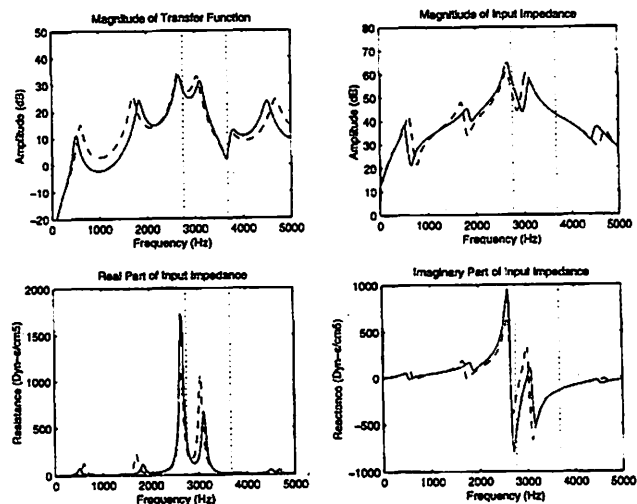 Magnitude of Transfer Function
Amplitude (dB)
50
40
30
20
10
0
-10
-20
0 1000 2000 3000 4000 5000
Frequency (Hz)
Magnitude of Input Impedance
Amplitude (dB)
80
70
60
50
40
30
20
10
0
0 1000 2000 3000 4000 5000
Frequency (Hz)
Real Part of Input Impedance
Resistance (Dyn-s/cm5)
2000
1500
1000
500
0
0 1000 2000 3000 4000 5000
Frequency (Hz)
Imaginary Part of Input Impedance
Reactance (Dyn-s/cm5)
1000
500
0
-500
-1000
0 1000 2000 3000 4000 5000
Frequency (Hz)